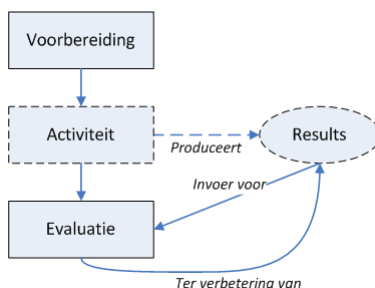 Voorbereiding
Activiteit
Produceert
Results
Invoer voor
Evaluatie
Ter verbetering van